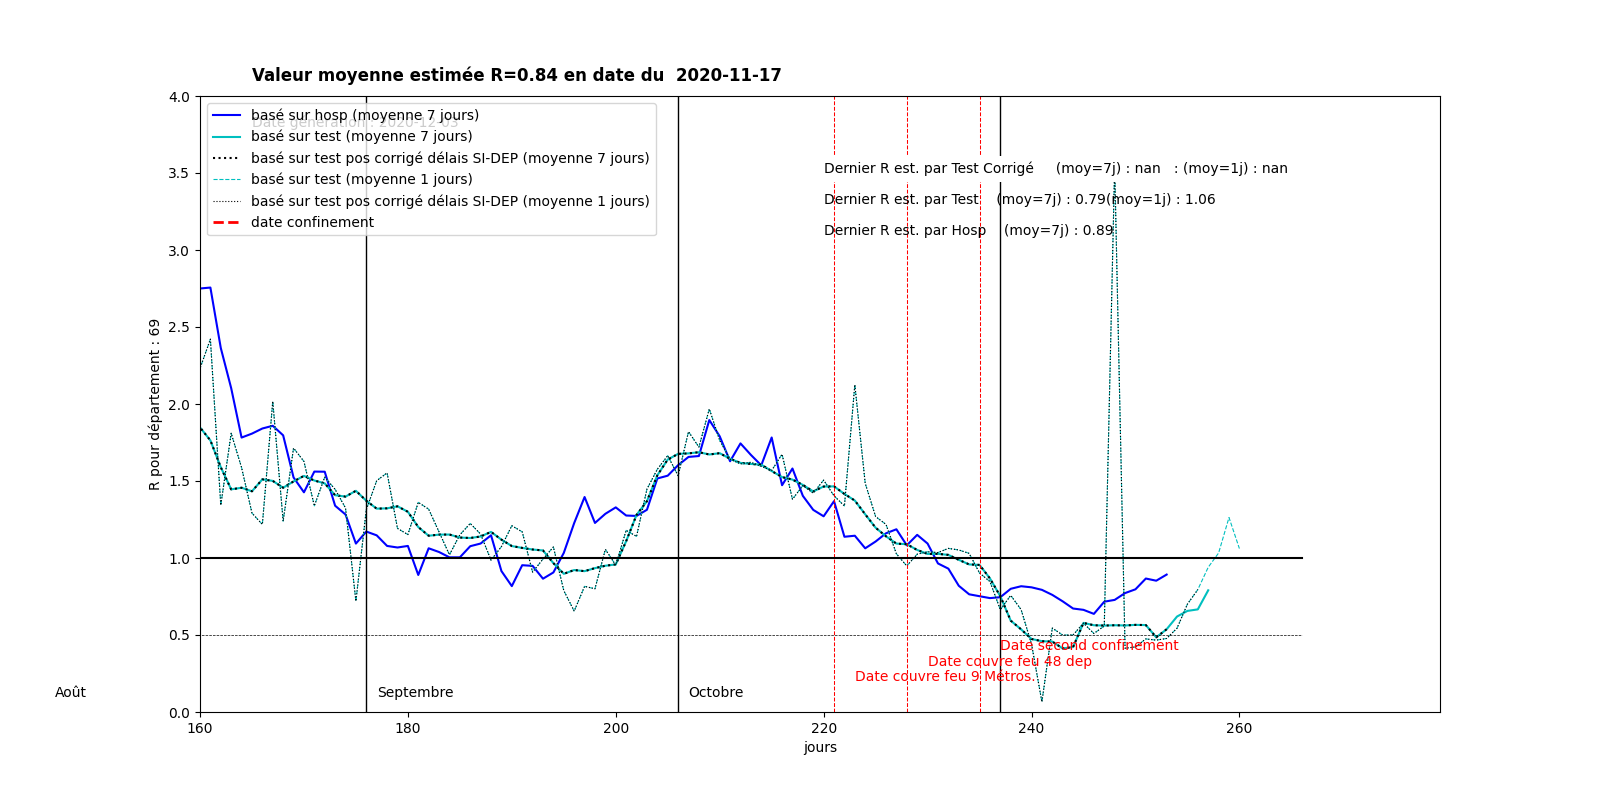 Valeur moyenne estimée R=0.84 en date du  2020-11-17
basé sur hosp (moyenne 7 jours)
Date génération : 2020-12-03
basé sur test (moyenne 7 jours)
basé sur test pos corrigé délais SI-DEP (moyenne 7 jours)
basé sur test (moyenne 1 jours)
basé sur test pos corrigé délais SI-DEP (moyenne 1 jours)
date confinement
Dernier R est. par Test Corrigé     (moy=7j) : nan   : (moy=1j) : nan
Dernier R est. par Test    (moy=7j) : 0.79(moy=1j) : 1.06
Dernier R est. par Hosp    (moy=7j) : 0.89
4.0
3.5
3.0
2.5
2.0
1.5
1.0
0.5
0.0
R pour département : 69
Date second confinement
Date couvre feu 48 dep
Date couvre feu 9 Métros.
Août
Septembre
Octobre
160
180
200
220
240
260
jours